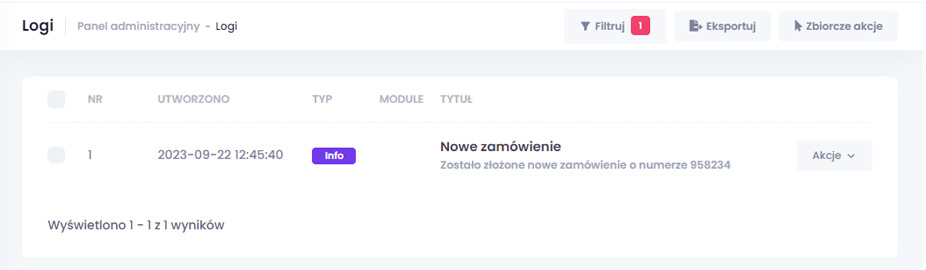 Logi Panel administracyjny - Logi Filtruj 1 Eksportuj Zbiorcze akcje
NR UTWORZONO TYP MODULE TYTUŁ
1 2023-09-22 12:45:40 Info Nowe zamówienie Akcje
Zostało złożone nowe zamówienie o numerze 958234
Wyświetlono 1 - 1 z 1 wyników